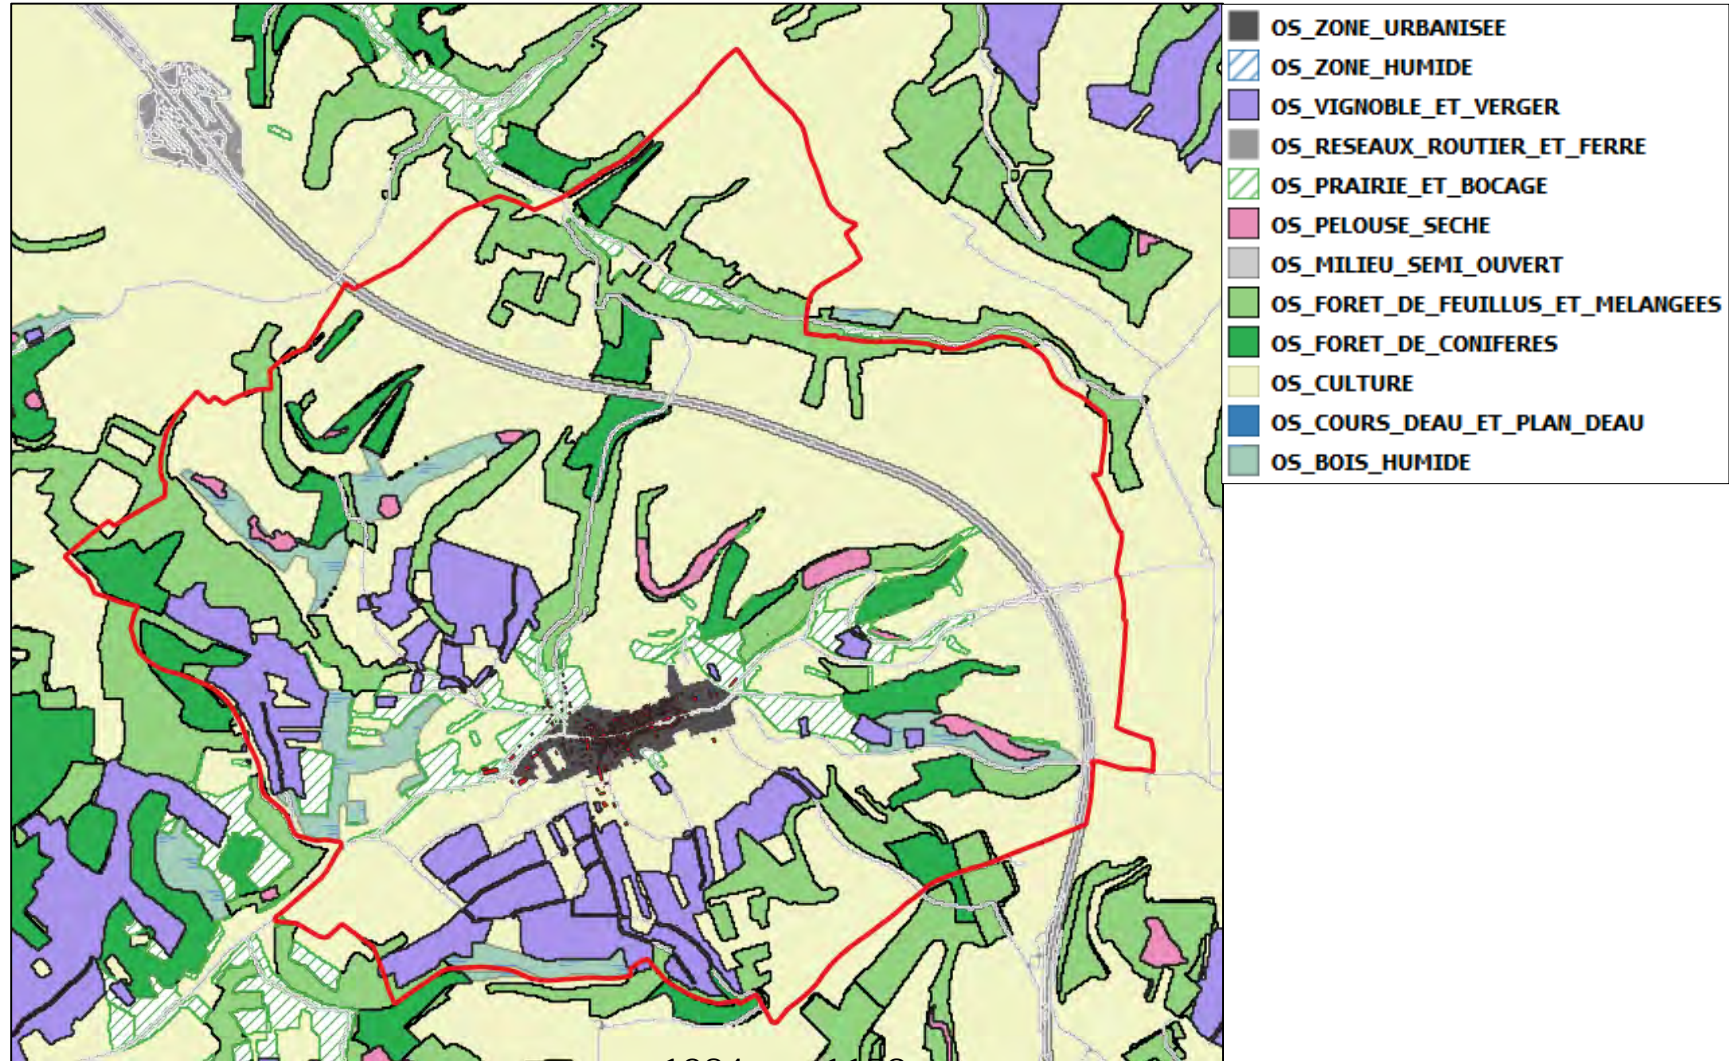 OS_ZONE_URBANISEE
OS_ZONE_HUMIDE
OS_VIGNOBLE_ET_VERGER
OS_RESEAUX_ROUTIER_ET_FERRE
OS_PRAIRIE_ET_BOCAGE
OS_PELOUSE_SECHE
OS_MILIEU_SEMI_OUVERT
OS_FORET_DE_FEUILLUS_ET_MELANGEES
OS_FORET_DE_CONIFERES
OS_CULTURE
OS_COURS_DEAU_ET_PLAN_DEAU
OS_BOIS_HUMIDE